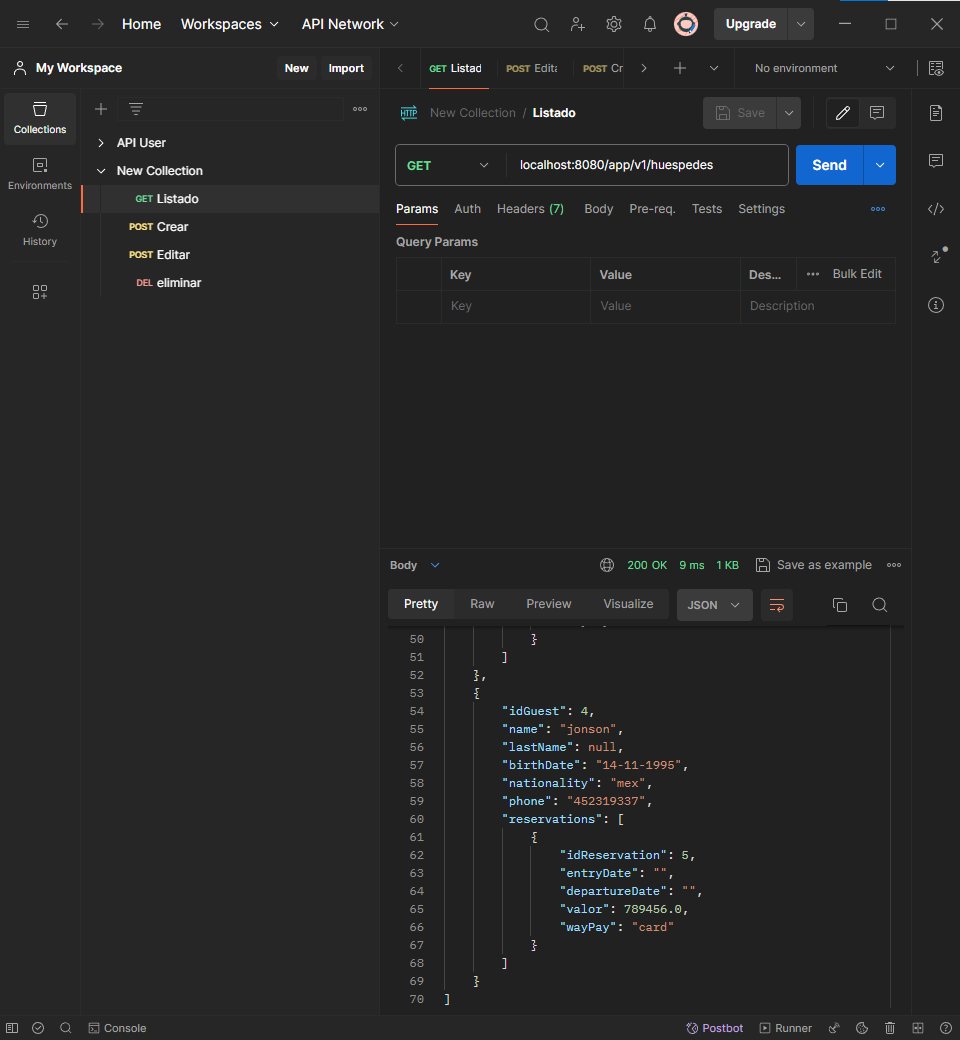 Home Workspaces API Network Upgrade
My Workspace New Import
GET Listad POST Edita POST Cr No environment
Collections
Environments
History
API User
New Collection
GET Listado
POST Crear
POST Editar
DEL eliminar
HTTP New Collection / Listado Save
GET localhost:8080/app/v1/huespedes Send
Params Auth Headers (7) Body Pre-req. Tests Settings
Query Params
Key Value Des... Bulk Edit
Key Value Description
Body 200 OK 9 ms 1 KB Save as example
Pretty Raw Preview Visualize JSON
50 }
51 ]
52 },
53 {
54 "idGuest": 4,
55 "name": "jonson",
56 "lastName": null,
57 "birthDate": "14-11-1995",
58 "nationality": "mex",
59 "phone": "452319337",
60 "reservations": [
61 {
62 "idReservation": 5,
63 "entryDate": "",
64 "departureDate": "",
65 "valor": 789456.0,
66 "wayPay": "card"
67 }
68 ]
69 }
70 ]
Console Postbot Runner